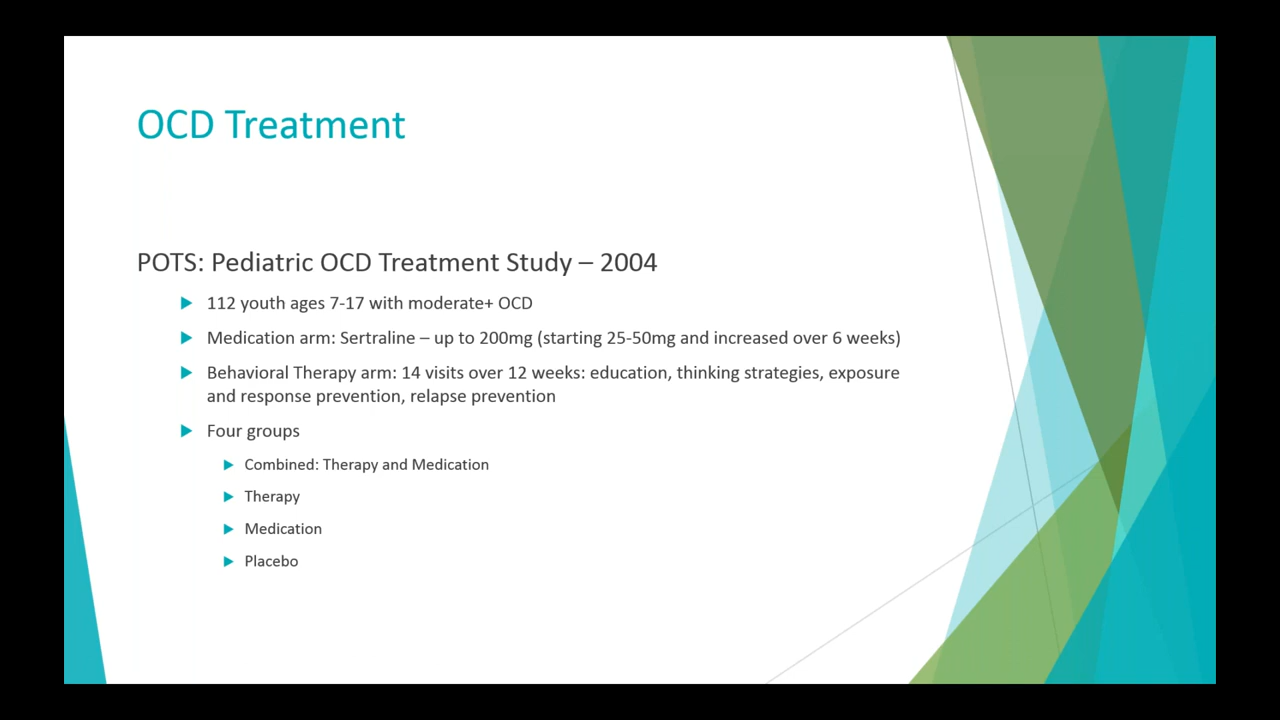 OCD Treatment
POTS: Pediatric OCD Treatment Study – 2004
112 youth ages 7-17 with moderate+ OCD
Medication arm: Sertraline – up to 200mg (starting 25-50mg and increased over 6 weeks)
Behavioral Therapy arm: 14 visits over 12 weeks: education, thinking strategies, exposure
and response prevention, relapse prevention
Four groups
Combined: Therapy and Medication
Therapy
Medication
Placebo